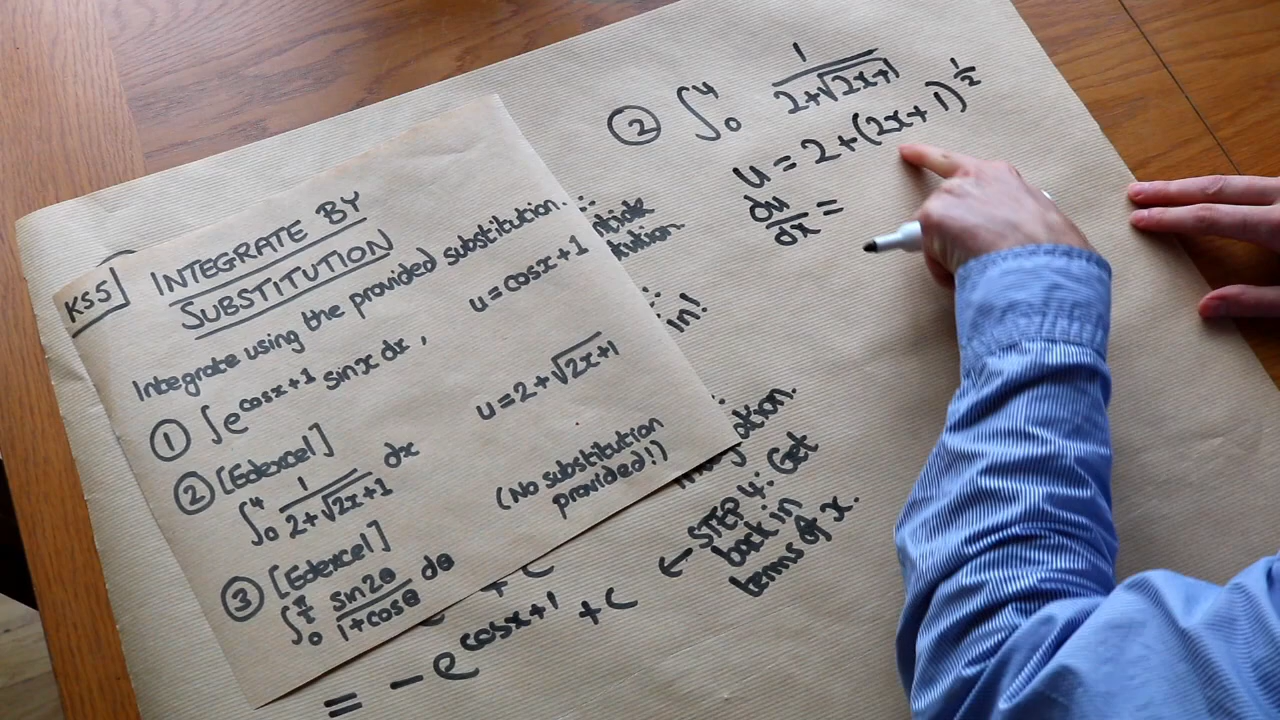 KS5
INTEGRATE BY
SUBSTITUTION
Integrate using the provided substitution.
① ∫e^{cosx+1} sinx dx, u=cosx+1
② [Edexcel]
∫₀⁴ 1/(2+√(2x+1)) dx u=2+√(2x+1)
③ [Edexcel]
∫₀^{π/2} sin2θ/(1+cosθ) dθ (No substitution
provided!)
② ∫₀⁴ 1/(2+√(2x+1))
u = 2+(2x+1)^{1/2}
du/dx =
in!
← STEP 4: Get
back in
terms of x.
+ C
= -e^{cosx+1} + C